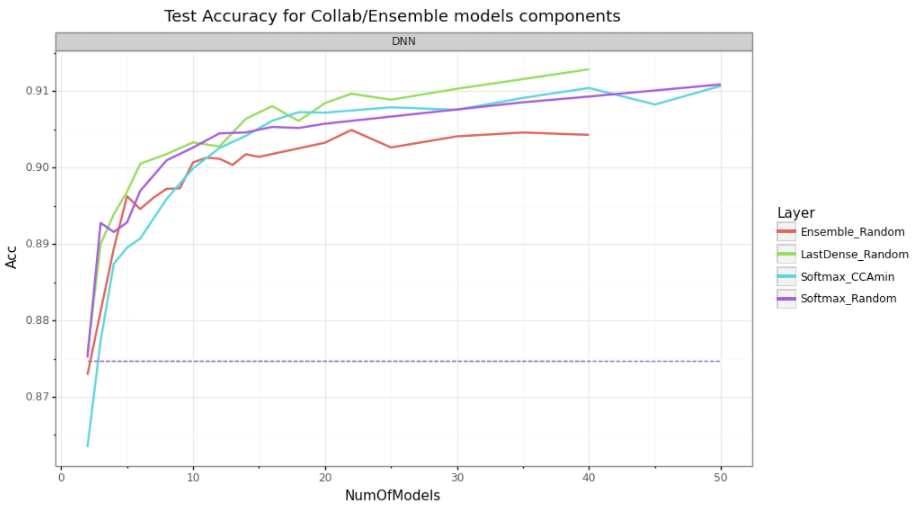 Test Accuracy for Collab/Ensemble models components
DNN
0.91
0.90
0.89
0.88
0.87
Acc
0
10
20
30
40
50
NumOfModels
Layer
Ensemble_Random
LastDense_Random
Softmax_CCAmin
Softmax_Random